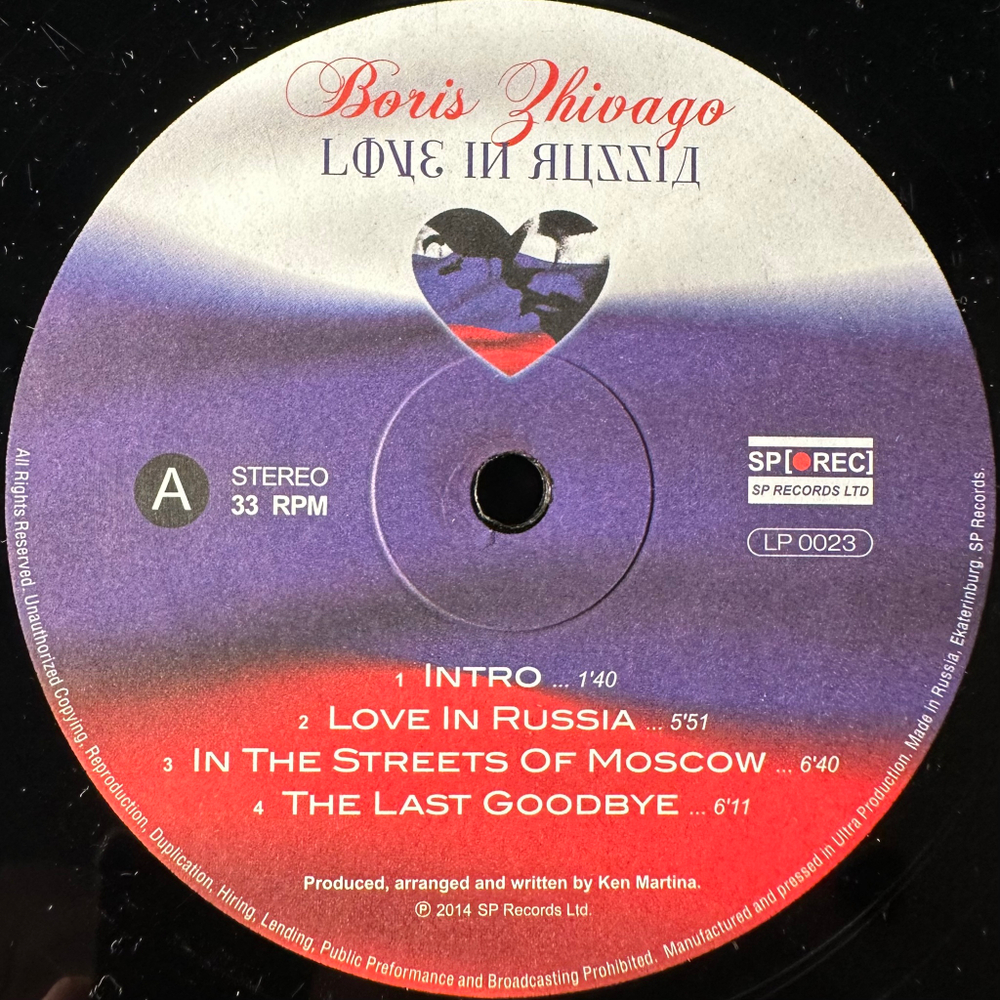 Boris Zhivago
LФVЄ IИ ЯЦZZIД
A
STEREO
33 RPM
SP[●REC]
SP RECORDS LTD
LP 0023
1 INTRO ... 1'40
2 LOVE IN RUSSIA ... 5'51
3 IN THE STREETS OF MOSCOW ... 6'40
4 THE LAST GOODBYE ... 6'11
Produced, arranged and written by Ken Martina.
℗ 2014 SP Records Ltd.
All Rights Reserved. Unauthorized Copying, Reproduction, Duplication, Hiring, Lending, Public Preformance and Broadcasting Prohibited. Manufactured and pressed in Ultra Production. Made in Russia, Ekaterinburg. SP Records.